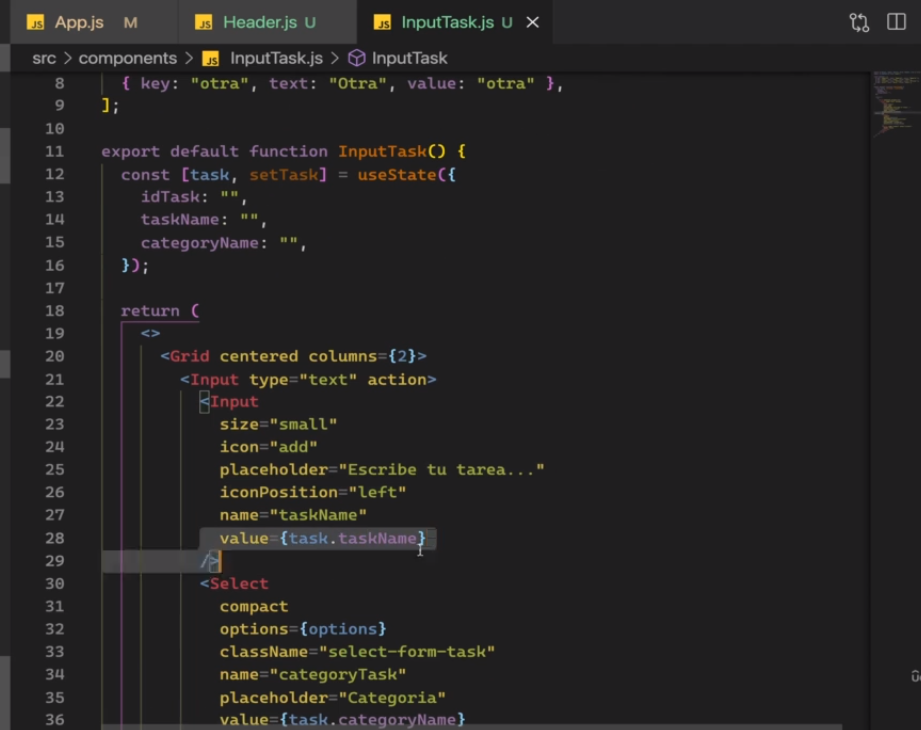 JS App.js M JS Header.js U JS InputTask.js U
src > components > JS InputTask.js > InputTask
8 { key: "otra", text: "Otra", value: "otra" },
9 ];
10
11 export default function InputTask() {
12 const [task, setTask] = useState({
13 idTask: "",
14 taskName: "",
15 categoryName: "",
16 });
17
18 return (
19 <>
20 <Grid centered columns={2}>
21 <Input type="text" action>
22 <Input
23 size="small"
24 icon="add"
25 placeholder="Escribe tu tarea..."
26 iconPosition="left"
27 name="taskName"
28 value={task.taskName}
29 />
30 <Select
31 compact
32 options={options}
33 className="select-form-task"
34 name="categoryTask"
35 placeholder="Categoria"
36 value={task.categoryName}